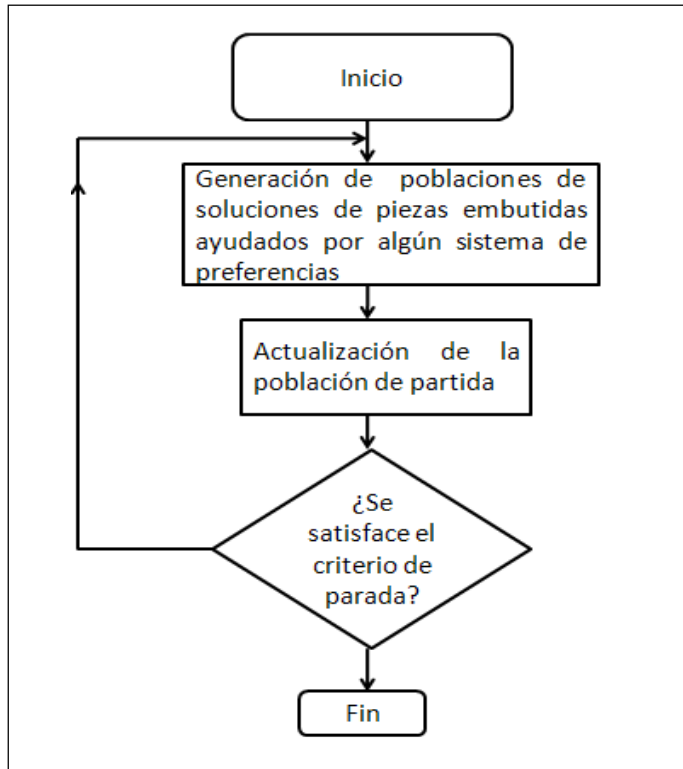 Inicio
Generación de poblaciones de
soluciones de piezas embutidas
ayudados por algún sistema de
preferencias
Actualización de la
población de partida
¿Se
satisface el
criterio de
parada?
Fin